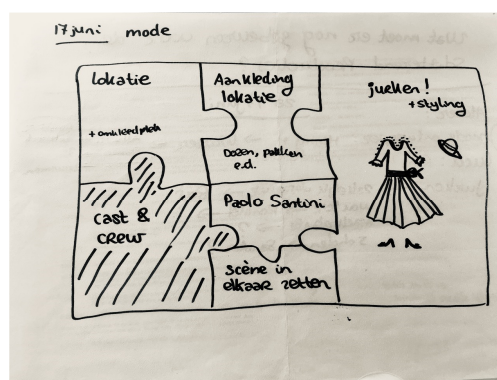 17 juni mode
lokatie
+ omkleedplek
Aankleding
lokatie
Dozen, pakken
e.d.
jurken!
+ styling
cast &
crew
Paolo Santini
scène in
elkaar zetten